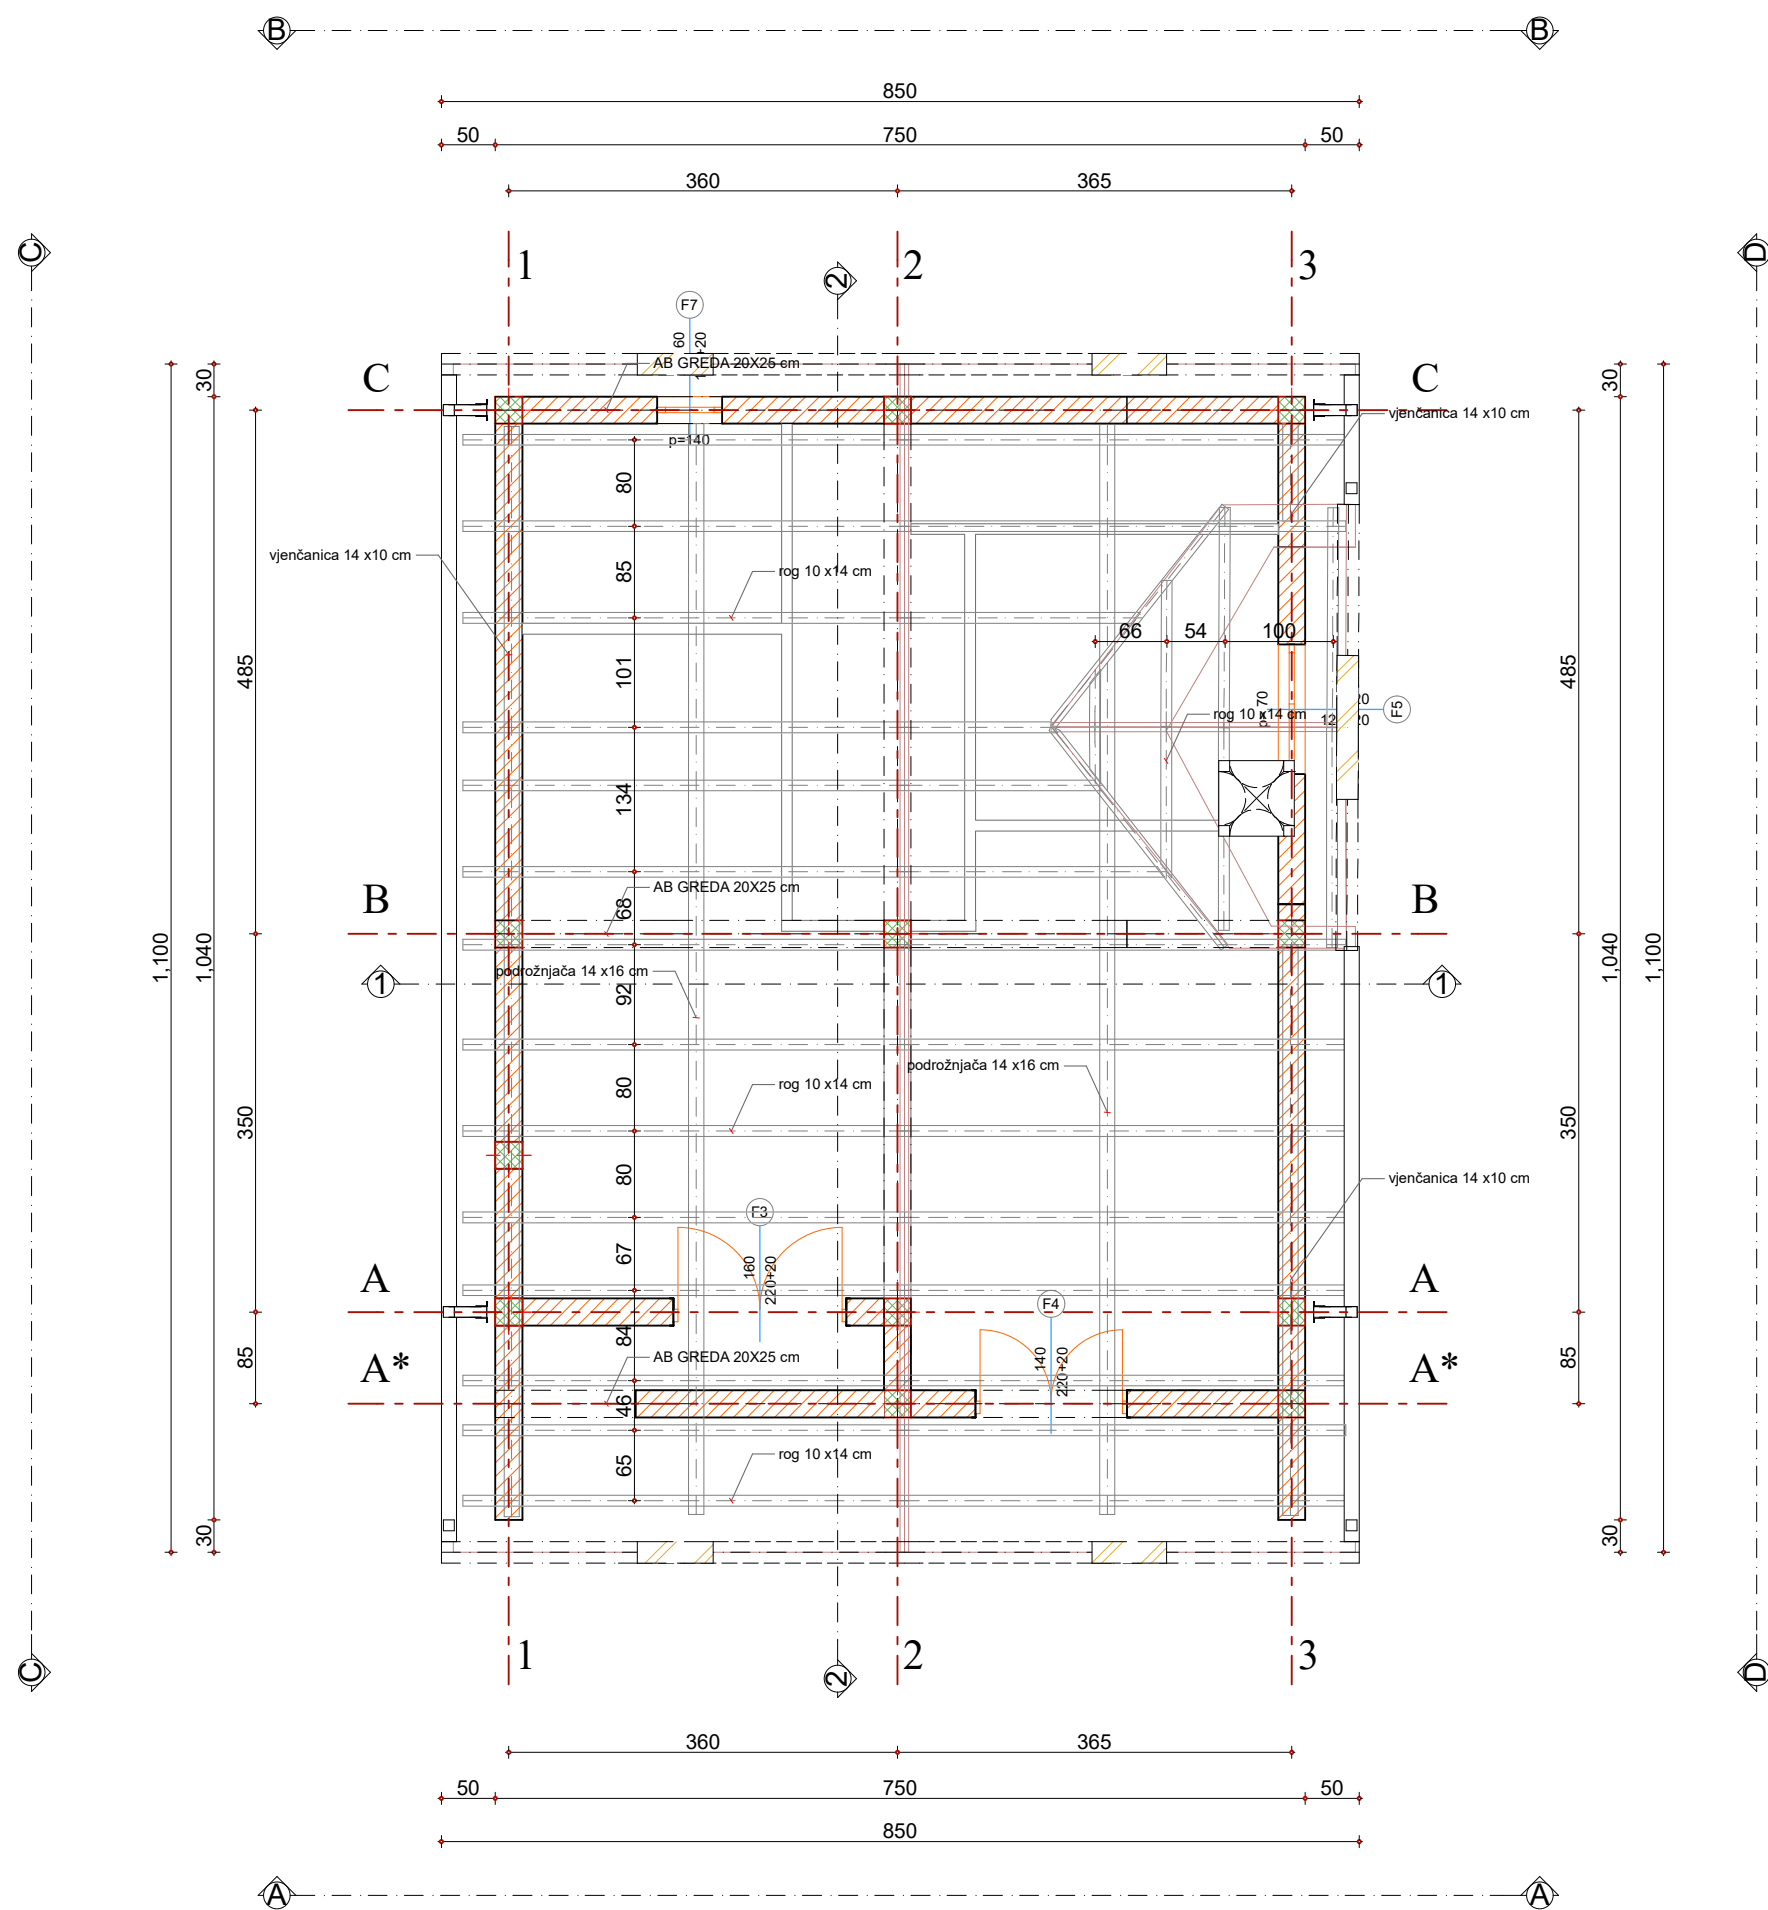 B B
850
50 750 50
360 365
C D
1 2 3
2
F7
60
+20
AB GREDA 20X25 cm
C C
30 30
vjenčanica 14 x10 cm
p=140
80
vjenčanica 14 x10 cm
85
rog 10 x14 cm
66 54 100
485 101 485
p=70
rog 10 x14 cm
F5
134
AB GREDA 20X25 cm
68
B B
1,100 1,040 1,040 1,100
podrožnjača 14 x16 cm
1 1
92
podrožnjača 14 x16 cm
80
rog 10 x14 cm
350 350
80
vjenčanica 14 x10 cm
F3
67
160
220+20
A A
F4
84
140
220+20
85 85
AB GREDA 20X25 cm
A* A*
46
65
rog 10 x14 cm
30 30
1 2 3
2
C D
360 365
50 750 50
850
A A